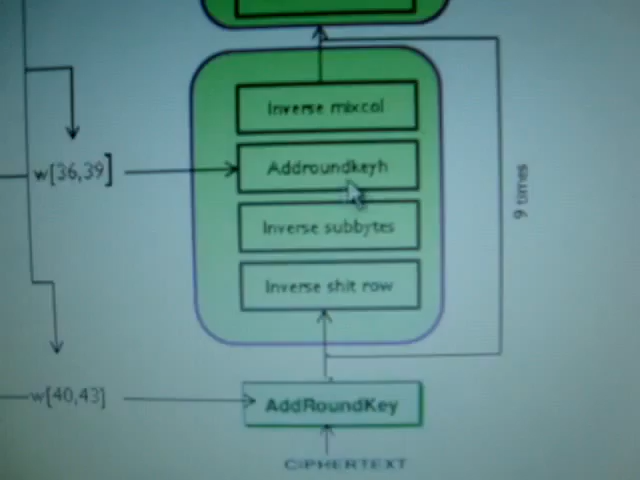 Inverse mixcol
w[36,39]
Addroundkeyh
9 times
Inverse subbytes
Inverse shit row
w[40,43]
AddRoundKey
CIPHERTEXT